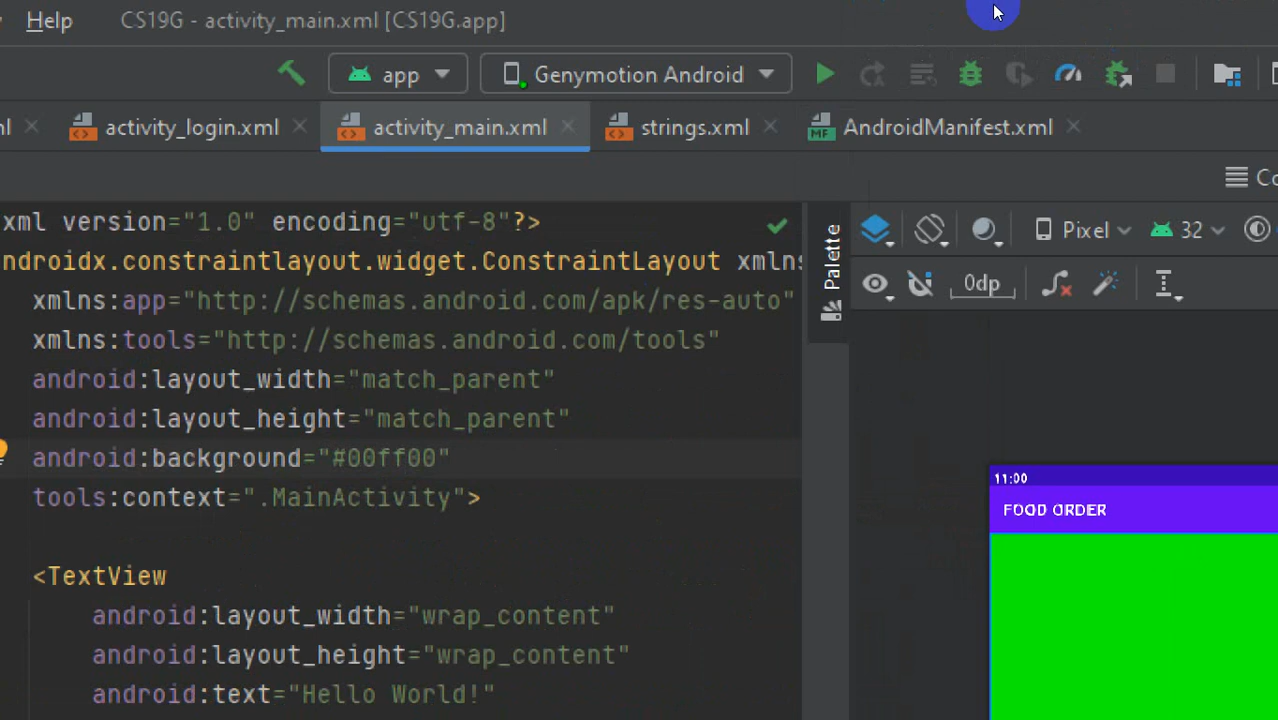 Help CS19G - activity_main.xml [CS19G.app]
app Genymotion Android
activity_login.xml activity_main.xml strings.xml AndroidManifest.xml
xml version="1.0" encoding="utf-8"?>
ndroidx.constraintlayout.widget.ConstraintLayout xmlns
xmlns:app="http://schemas.android.com/apk/res-auto"
xmlns:tools="http://schemas.android.com/tools"
android:layout_width="match_parent"
android:layout_height="match_parent"
android:background="#00ff00"
tools:context=".MainActivity">
<TextView
android:layout_width="wrap_content"
android:layout_height="wrap_content"
android:text="Hello World!"
Palette
Pixel 32
0dp
11:00
FOOD ORDER